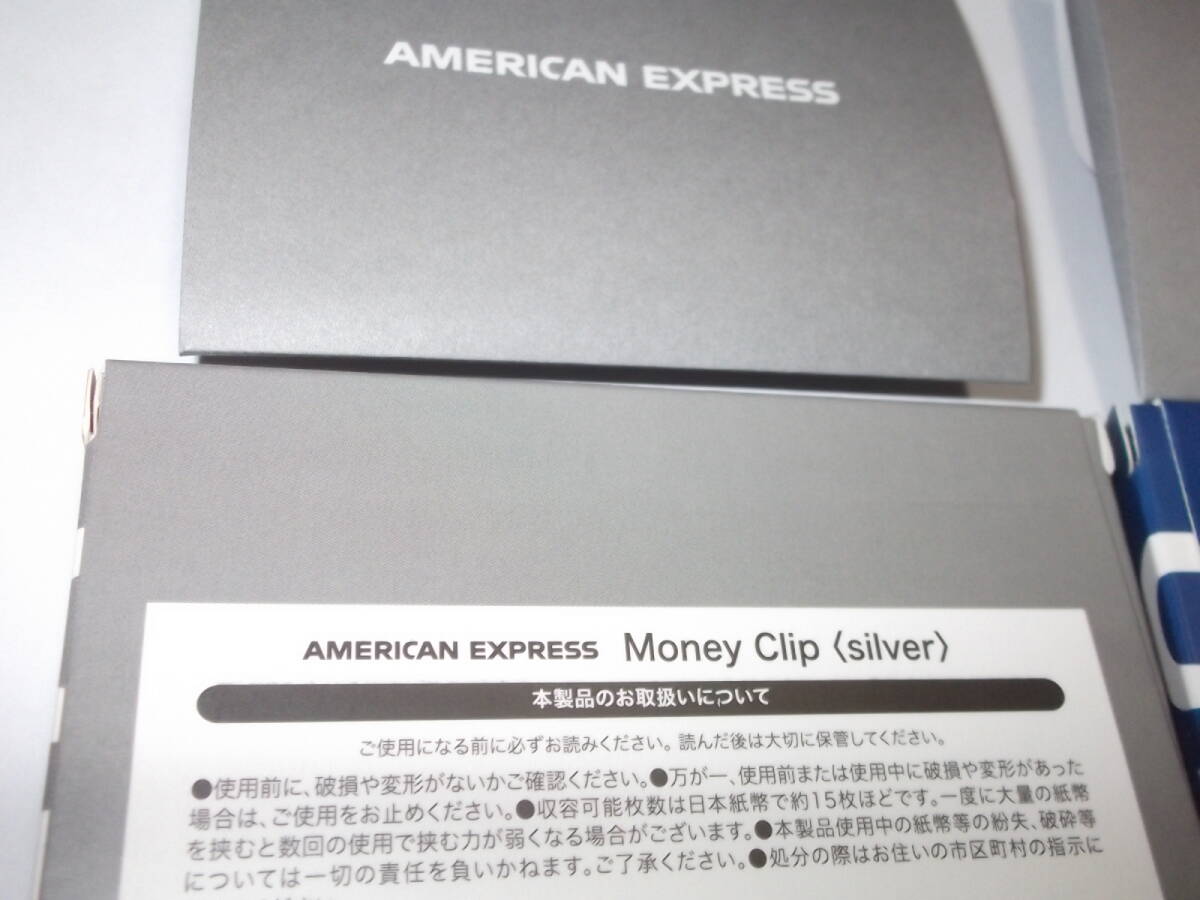 AMERICAN EXPRESS
AMERICAN EXPRESS Money Clip 〈silver〉
本製品のお取扱いについて
ご使用になる前に必ずお読みください。読んだ後は大切に保管してください。
●使用前に、破損や変形がないかご確認ください。●万が一、使用前または使用中に破損や変形があった
場合は、ご使用をお止めください。●収容可能枚数は日本紙幣で約15枚ほどです。一度に大量の紙幣
を挟むと数回の使用で挟む力が弱くなる場合がございます。●本製品使用中の紙幣等の紛失、破砕等
については一切の責任を負いかねます。ご了承ください。●処分の際はお住いの市区町村の指示に